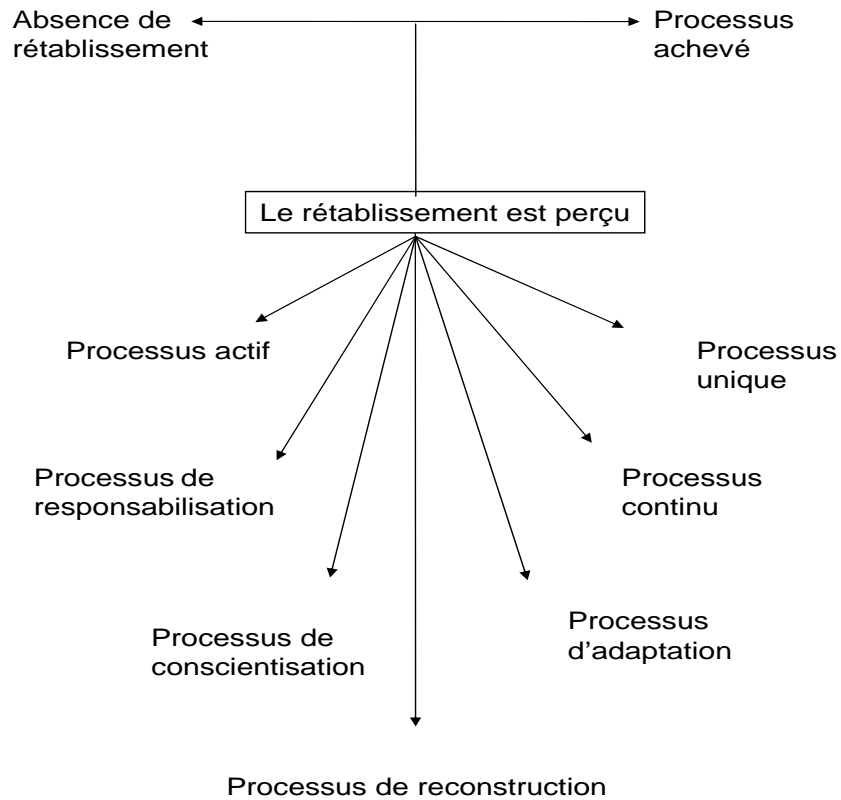 Absence de
rétablissement
Processus
achevé
Le rétablissement est perçu
Processus actif
Processus
unique
Processus de
responsabilisation
Processus
continu
Processus de
conscientisation
Processus
d'adaptation
Processus de reconstruction